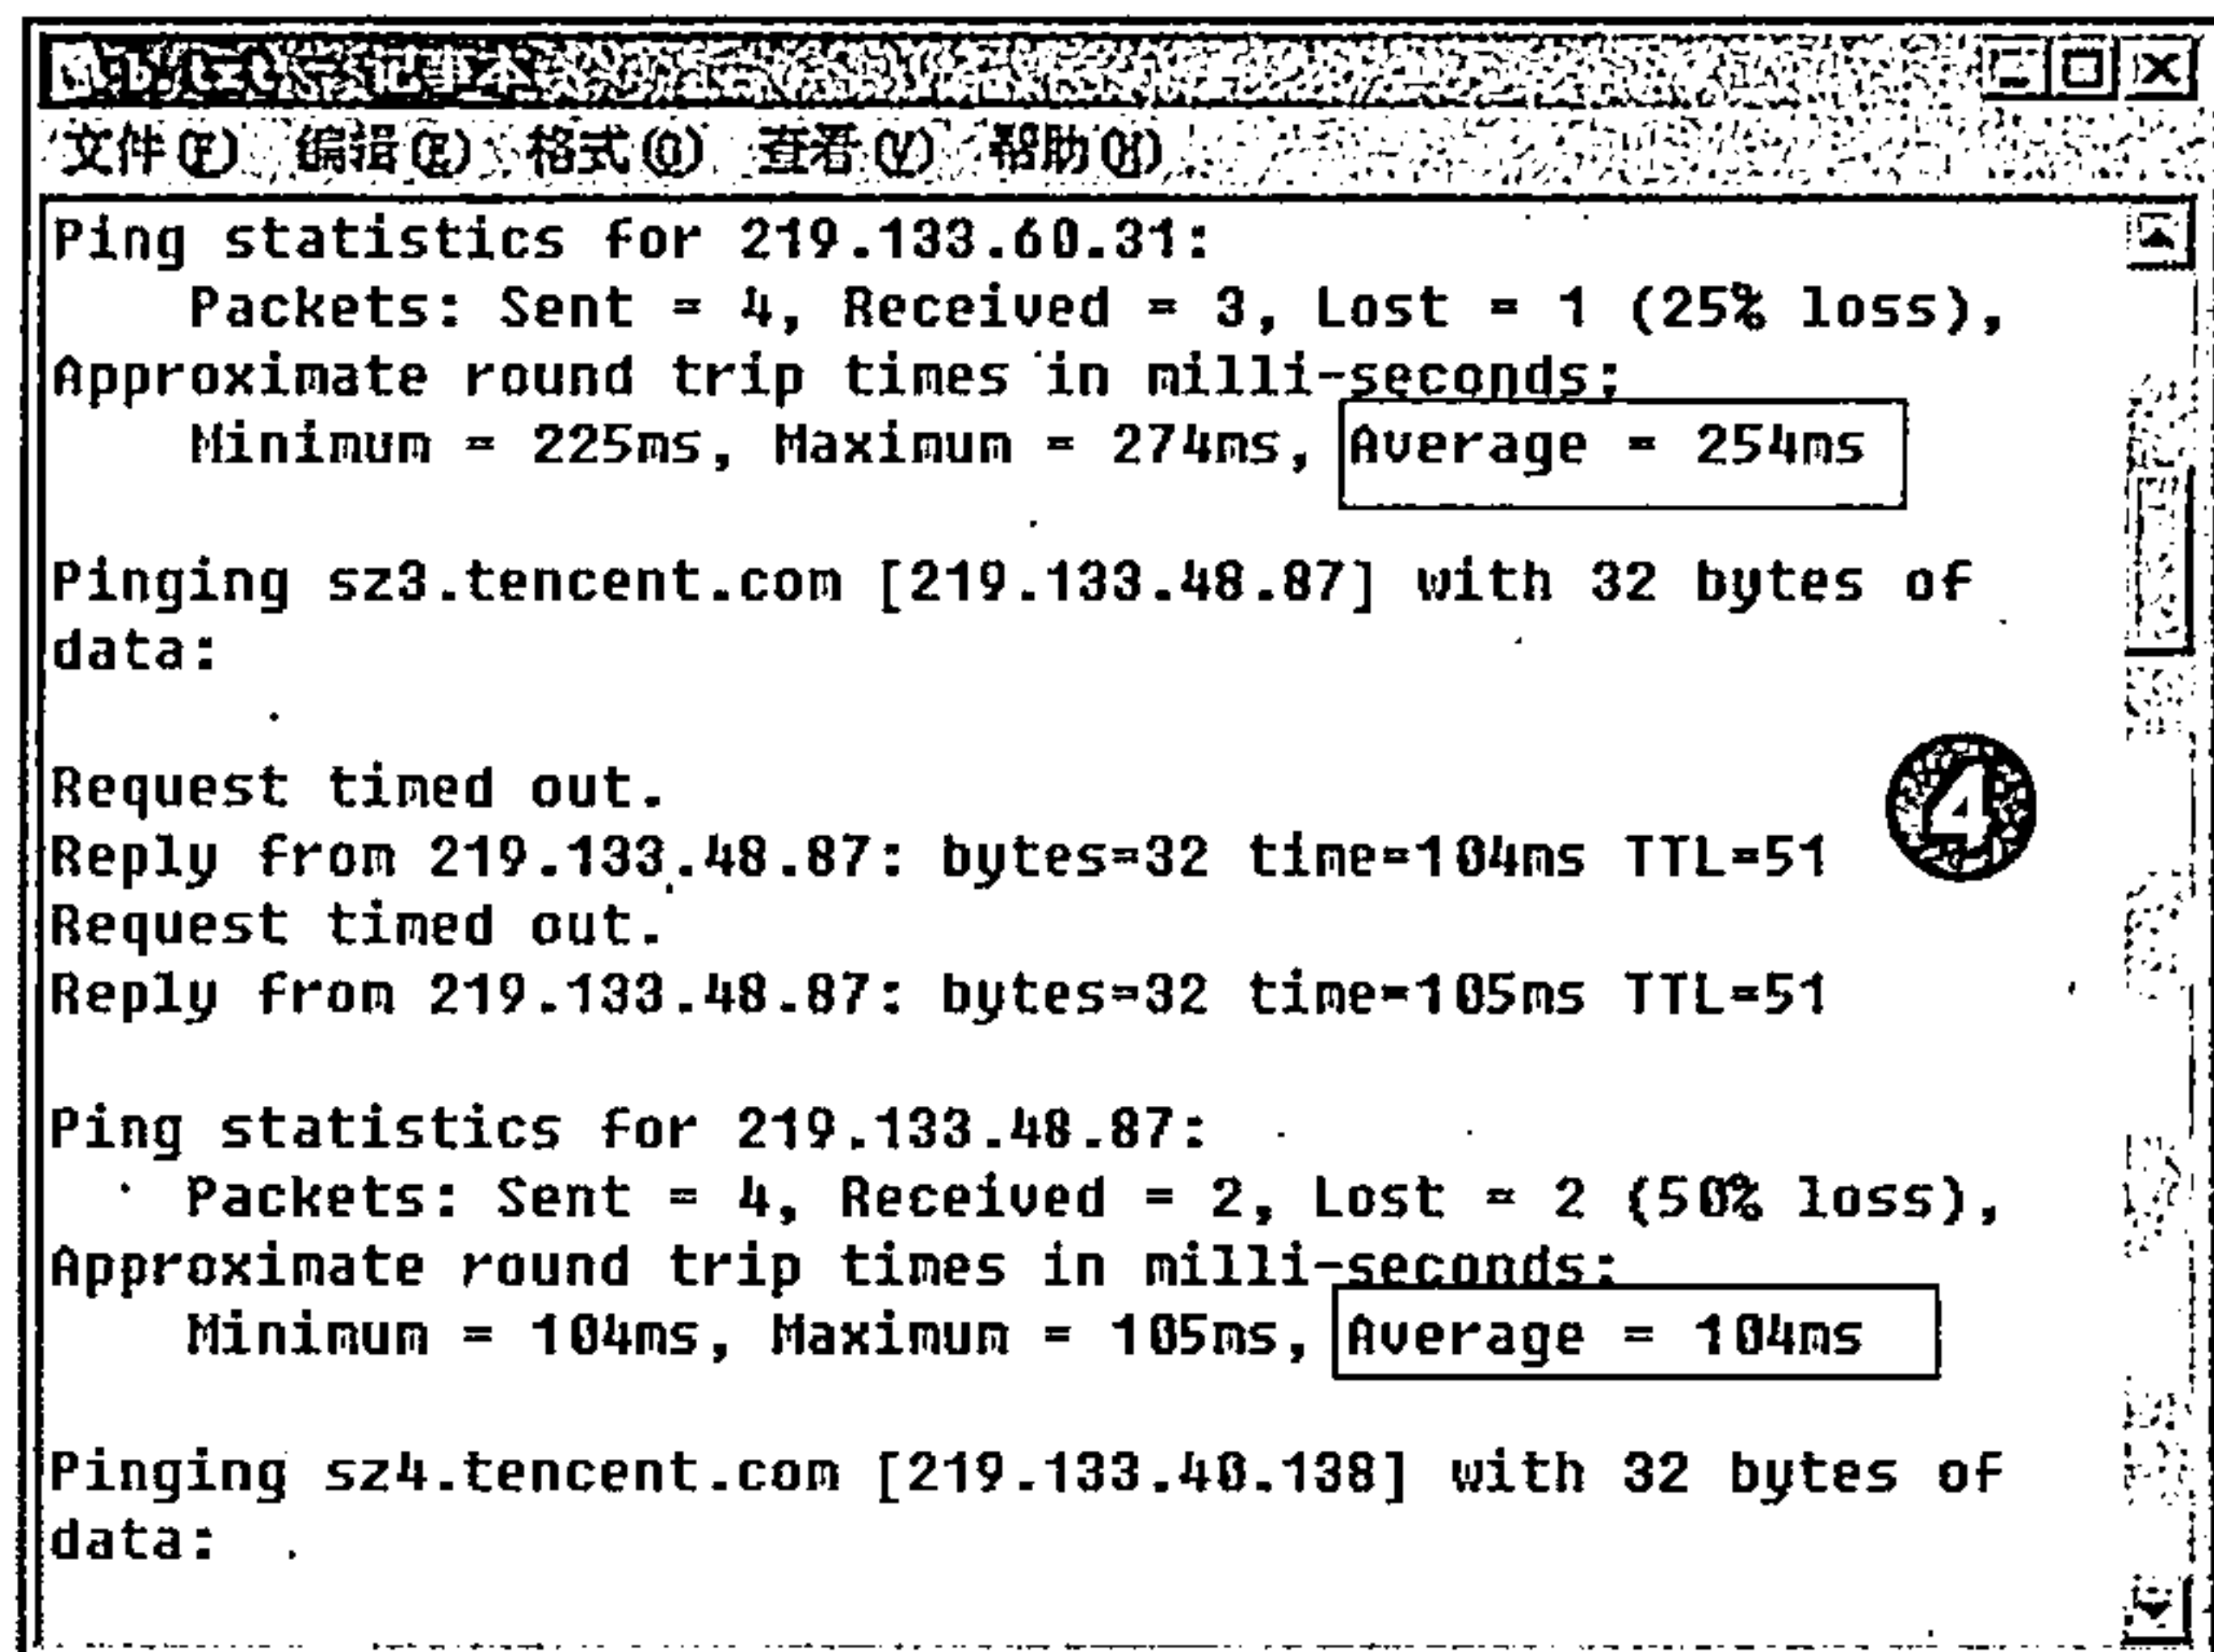 b.txt - 记事本
文件(F) 编辑(E) 格式(O) 查看(V) 帮助(H)
Ping statistics for 219.133.60.31:
Packets: Sent = 4, Received = 3, Lost = 1 (25% loss),
Approximate round trip times in milli-seconds:
Minimum = 225ms, Maximum = 274ms, Average = 254ms
Pinging sz3.tencent.com [219.133.48.87] with 32 bytes of
data:
Request timed out.
Reply from 219.133.48.87: bytes=32 time=104ms TTL=51
Request timed out.
Reply from 219.133.48.87: bytes=32 time=105ms TTL=51
4
Ping statistics for 219.133.48.87:
Packets: Sent = 4, Received = 2, Lost = 2 (50% loss),
Approximate round trip times in milli-seconds:
Minimum = 104ms, Maximum = 105ms, Average = 104ms
Pinging sz4.tencent.com [219.133.40.138] with 32 bytes of
data: